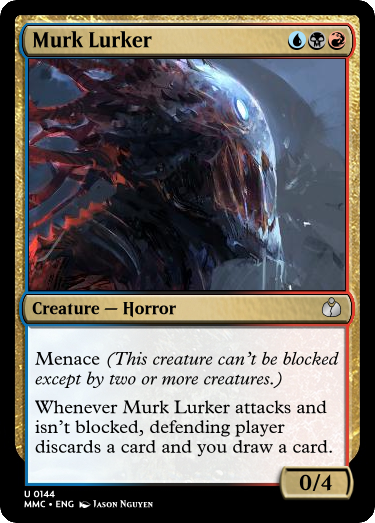 Murk Lurker
Creature — Horror
Menace (This creature can't be blocked
except by two or more creatures.)
Whenever Murk Lurker attacks and
isn't blocked, defending player
discards a card and you draw a card.
0/4
U 0144
MMC • ENG Jason Nguyen